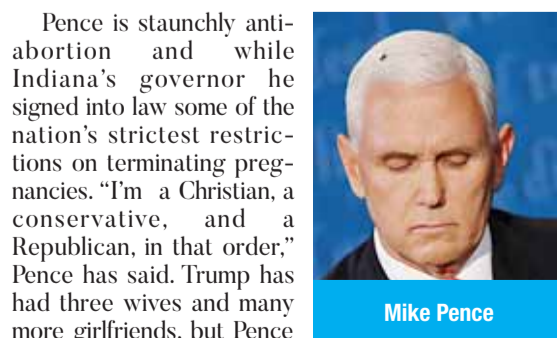 Pence is staunchly anti-
abortion and while
Indiana's governor he
signed into law some of the
nation's strictest restric-
tions on terminating preg-
nancies. “I'm a Christian, a
conservative, and a
Republican, in that order,”
Pence has said. Trump has
had three wives and many
more girlfriends, but Pence
Mike Pence